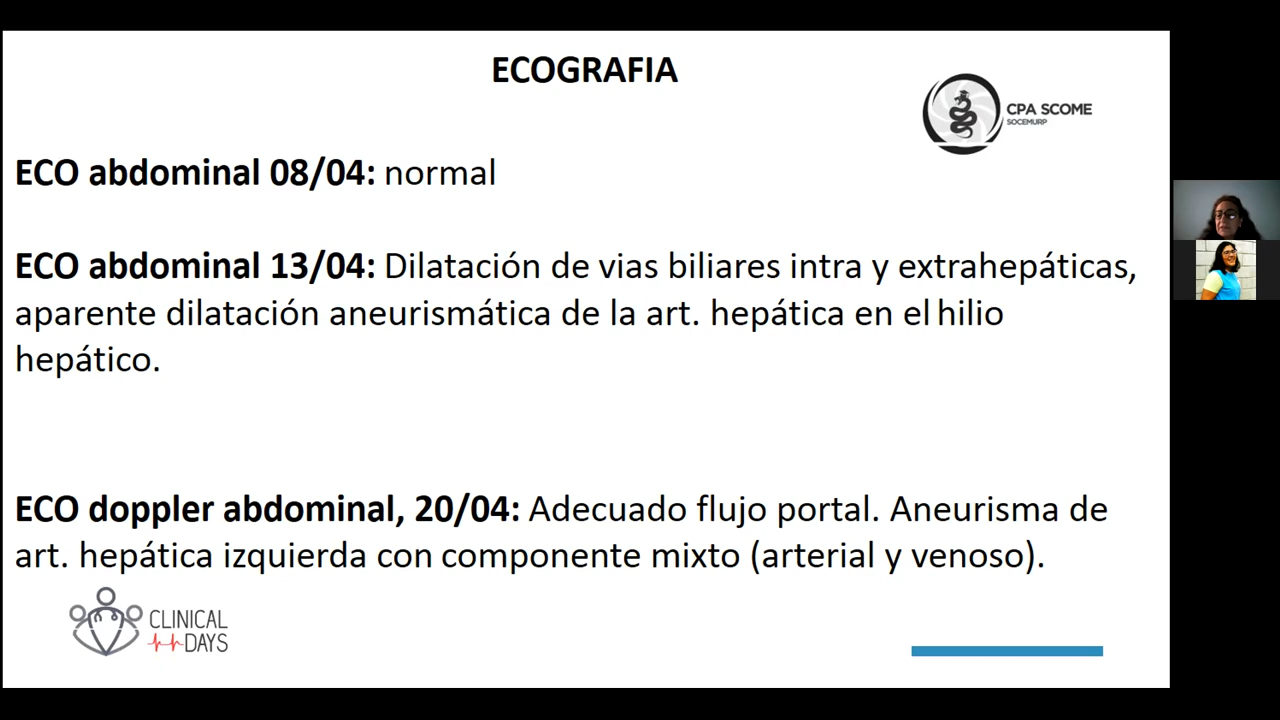 ECOGRAFIA
CPA SCOME
SOCEMURP
ECO abdominal 08/04: normal
ECO abdominal 13/04: Dilatación de vias biliares intra y extrahepáticas,
aparente dilatación aneurismática de la art. hepática en el hilio
hepático.
ECO doppler abdominal, 20/04: Adecuado flujo portal. Aneurisma de
art. hepática izquierda con componente mixto (arterial y venoso).
CLINICAL
DAYS